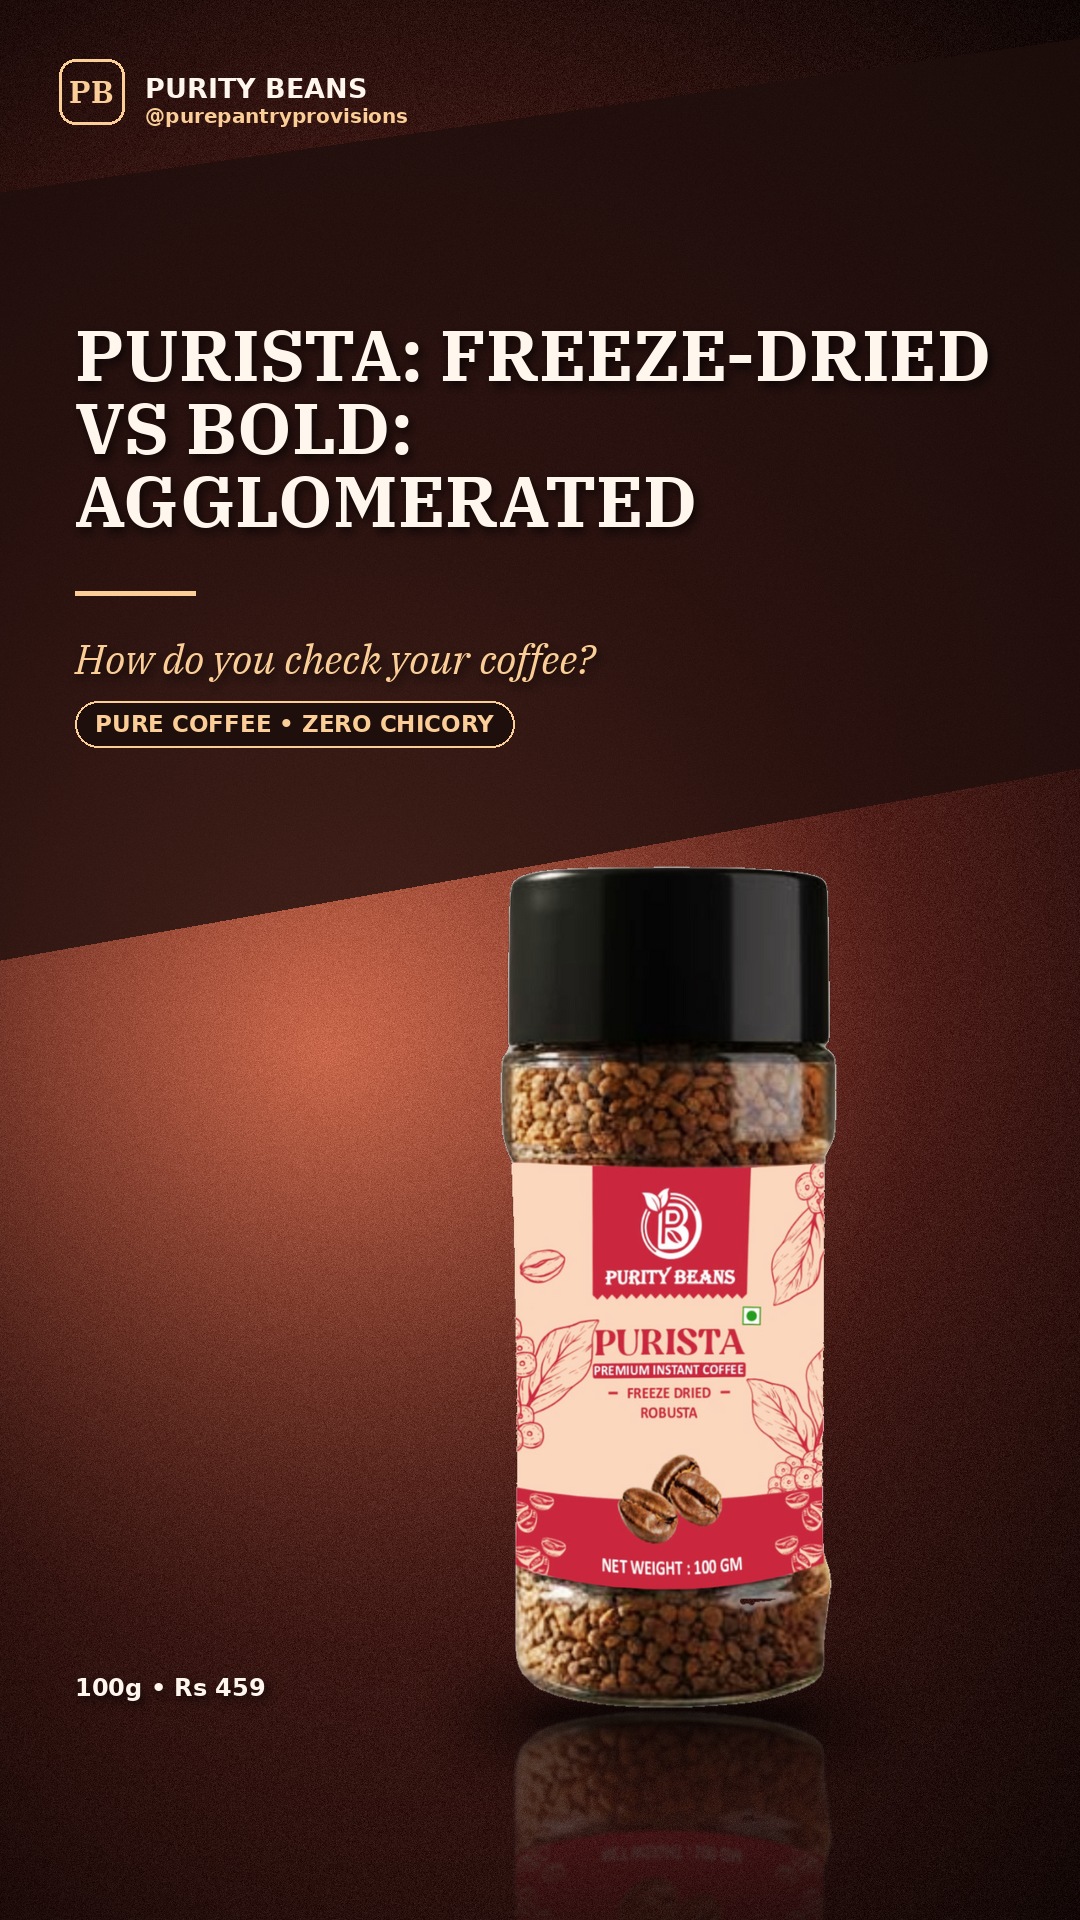 PB
PURITY BEANS
@purepantryprovisions
PURISTA: FREEZE-DRIED
VS BOLD:
AGGLOMERATED
How do you check your coffee?
PURE COFFEE • ZERO CHICORY
PURITY BEANS
PURISTA
PREMIUM INSTANT COFFEE
– FREEZE DRIED –
ROBUSTA
NET WEIGHT : 100 GM
100g • Rs 459